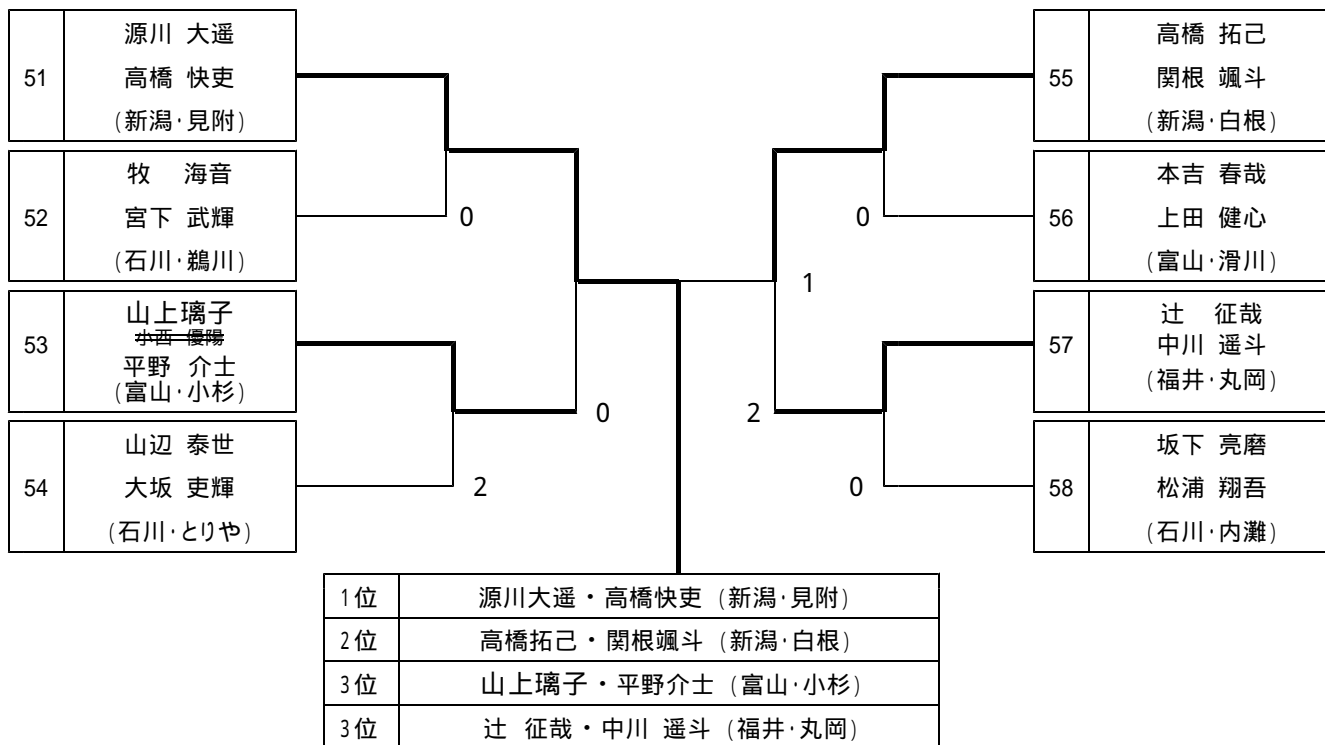 51
源川 大遥
高橋 快吏
(新潟・見附)
52
牧 海音
宮下 武輝
(石川・鵜川)
53
山上璃子
小西 優陽
平野 介士
(富山・小杉)
54
山辺 泰世
大坂 吏輝
(石川・とりや)
0
2
0
1
2
0
0
55
高橋 拓己
関根 颯斗
(新潟・白根)
56
本吉 春哉
上田 健心
(富山・滑川)
57
辻 征哉
中川 遥斗
(福井・丸岡)
58
坂下 亮磨
松浦 翔吾
(石川・内灘)
1位 源川大遥・高橋快吏 (新潟・見附)
2位 高橋拓己・関根颯斗 (新潟・白根)
3位 山上璃子・平野介士 (富山・小杉)
3位 辻 征哉・中川 遥斗 (福井・丸岡)